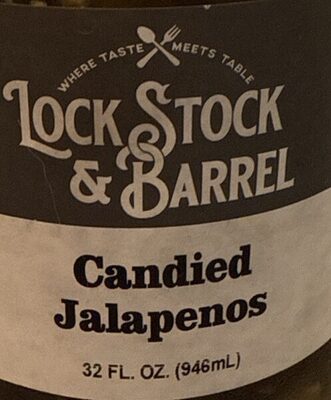 WHERE TASTE MEETS TABLE
LOCK STOCK
& BARREL
Candied
Jalapenos
32 FL. OZ. (946mL)